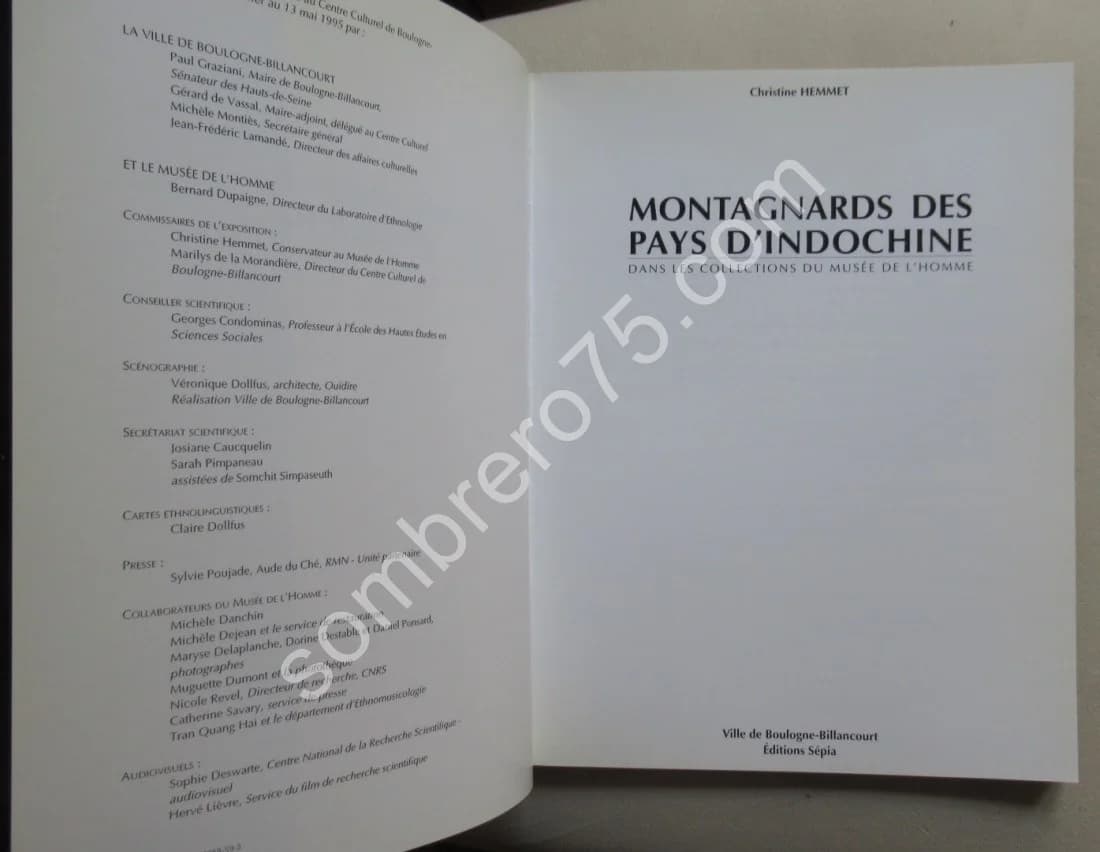 au Centre Culturel de Boulogne-
au 13 mai 1995 par :
LA VILLE DE BOULOGNE-BILLANCOURT
Paul Graziani, Maire de Boulogne-Billancourt,
Sénateur des Hauts-de-Seine
Gérard de Vassal, Maire-adjoint, délégué au Centre Culturel
Michèle Montiès, Secrétaire général
Jean-Frédéric Lamandé, Directeur des affaires culturelles
ET LE MUSÉE DE L'HOMME
Bernard Dupaigne, Directeur du Laboratoire d'Ethnologie
COMMISSAIRES DE L'EXPOSITION :
Christine Hemmet, Conservateur au Musée de l'Homme
Marilys de la Morandière, Directeur du Centre Culturel de
Boulogne-Billancourt
CONSEILLER SCIENTIFIQUE :
Georges Condominas, Professeur à l'École des Hautes Études en
Sciences Sociales
SCÉNOGRAPHIE :
Véronique Dollfus, architecte, Ouidire
Réalisation Ville de Boulogne-Billancourt
SECRÉTARIAT SCIENTIFIQUE :
Josiane Caucquelin
Sarah Pimpaneau
assistées de Somchit Simpaseuth
CARTES ETHNOLINGUISTIQUES :
Claire Dollfus
PRESSE :
Sylvie Poujade, Aude du Ché, RMN - Unité partenaire
COLLABORATEURS DU MUSÉE DE L'HOMME :
Michèle Danchin
Michèle Dejean et le service de restauration
Maryse Delaplanche, Dorine Destable et Daniel Ponsard,
photographes
Muguette Dumont et la photothèque
Nicole Revel, Directeur de recherche, CNRS
Catherine Savary, service de presse
Tran Quang Hai et le département d'Ethnomusicologie
AUDIOVISUELS :
Sophie Deswarte, Centre National de la Recherche Scientifique -
audiovisuel
Hervé Lièvre, Service du film de recherche scientifique
Christine HEMMET
MONTAGNARDS DES
PAYS D'INDOCHINE
DANS LES COLLECTIONS DU MUSÉE DE L'HOMME
Ville de Boulogne-Billancourt
Éditions Sépia
sombrero75.com